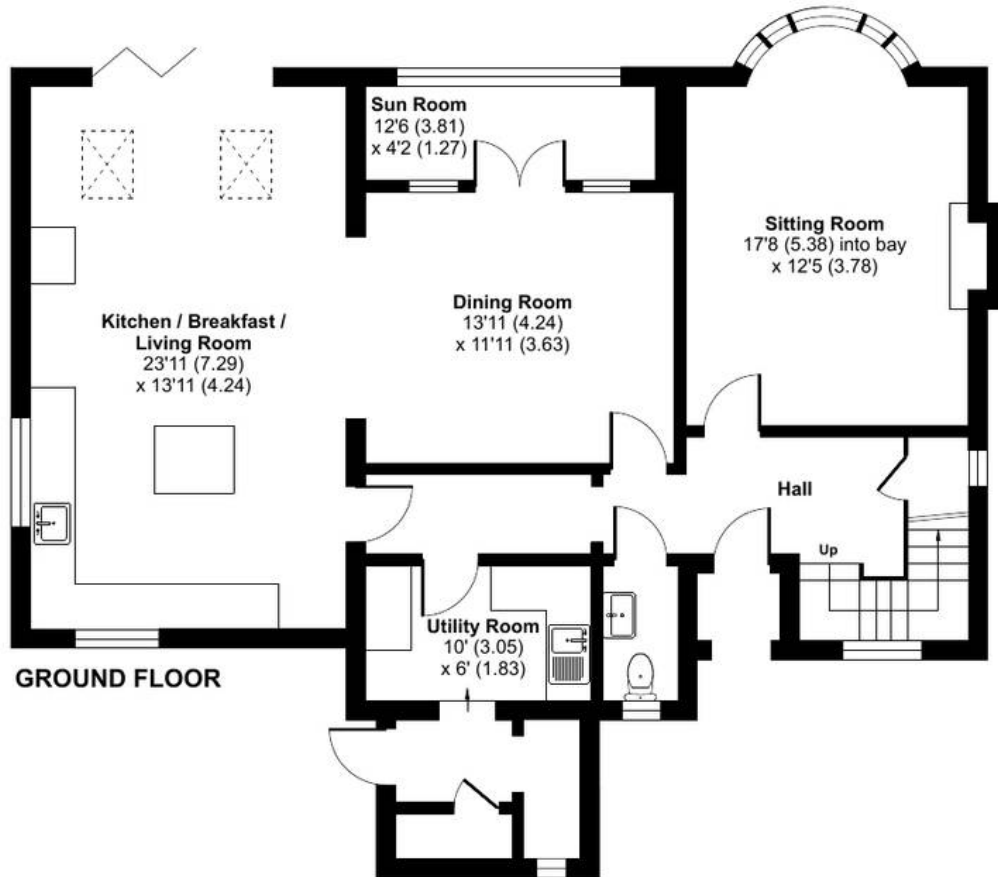 Sun Room
12'6 (3.81)
x 4'2 (1.27)
Sitting Room
17'8 (5.38) into bay
x 12'5 (3.78)
Dining Room
13'11 (4.24)
x 11'11 (3.63)
Kitchen / Breakfast /
Living Room
23'11 (7.29)
x 13'11 (4.24)
Hall
Up
Utility Room
10' (3.05)
x 6' (1.83)
GROUND FLOOR